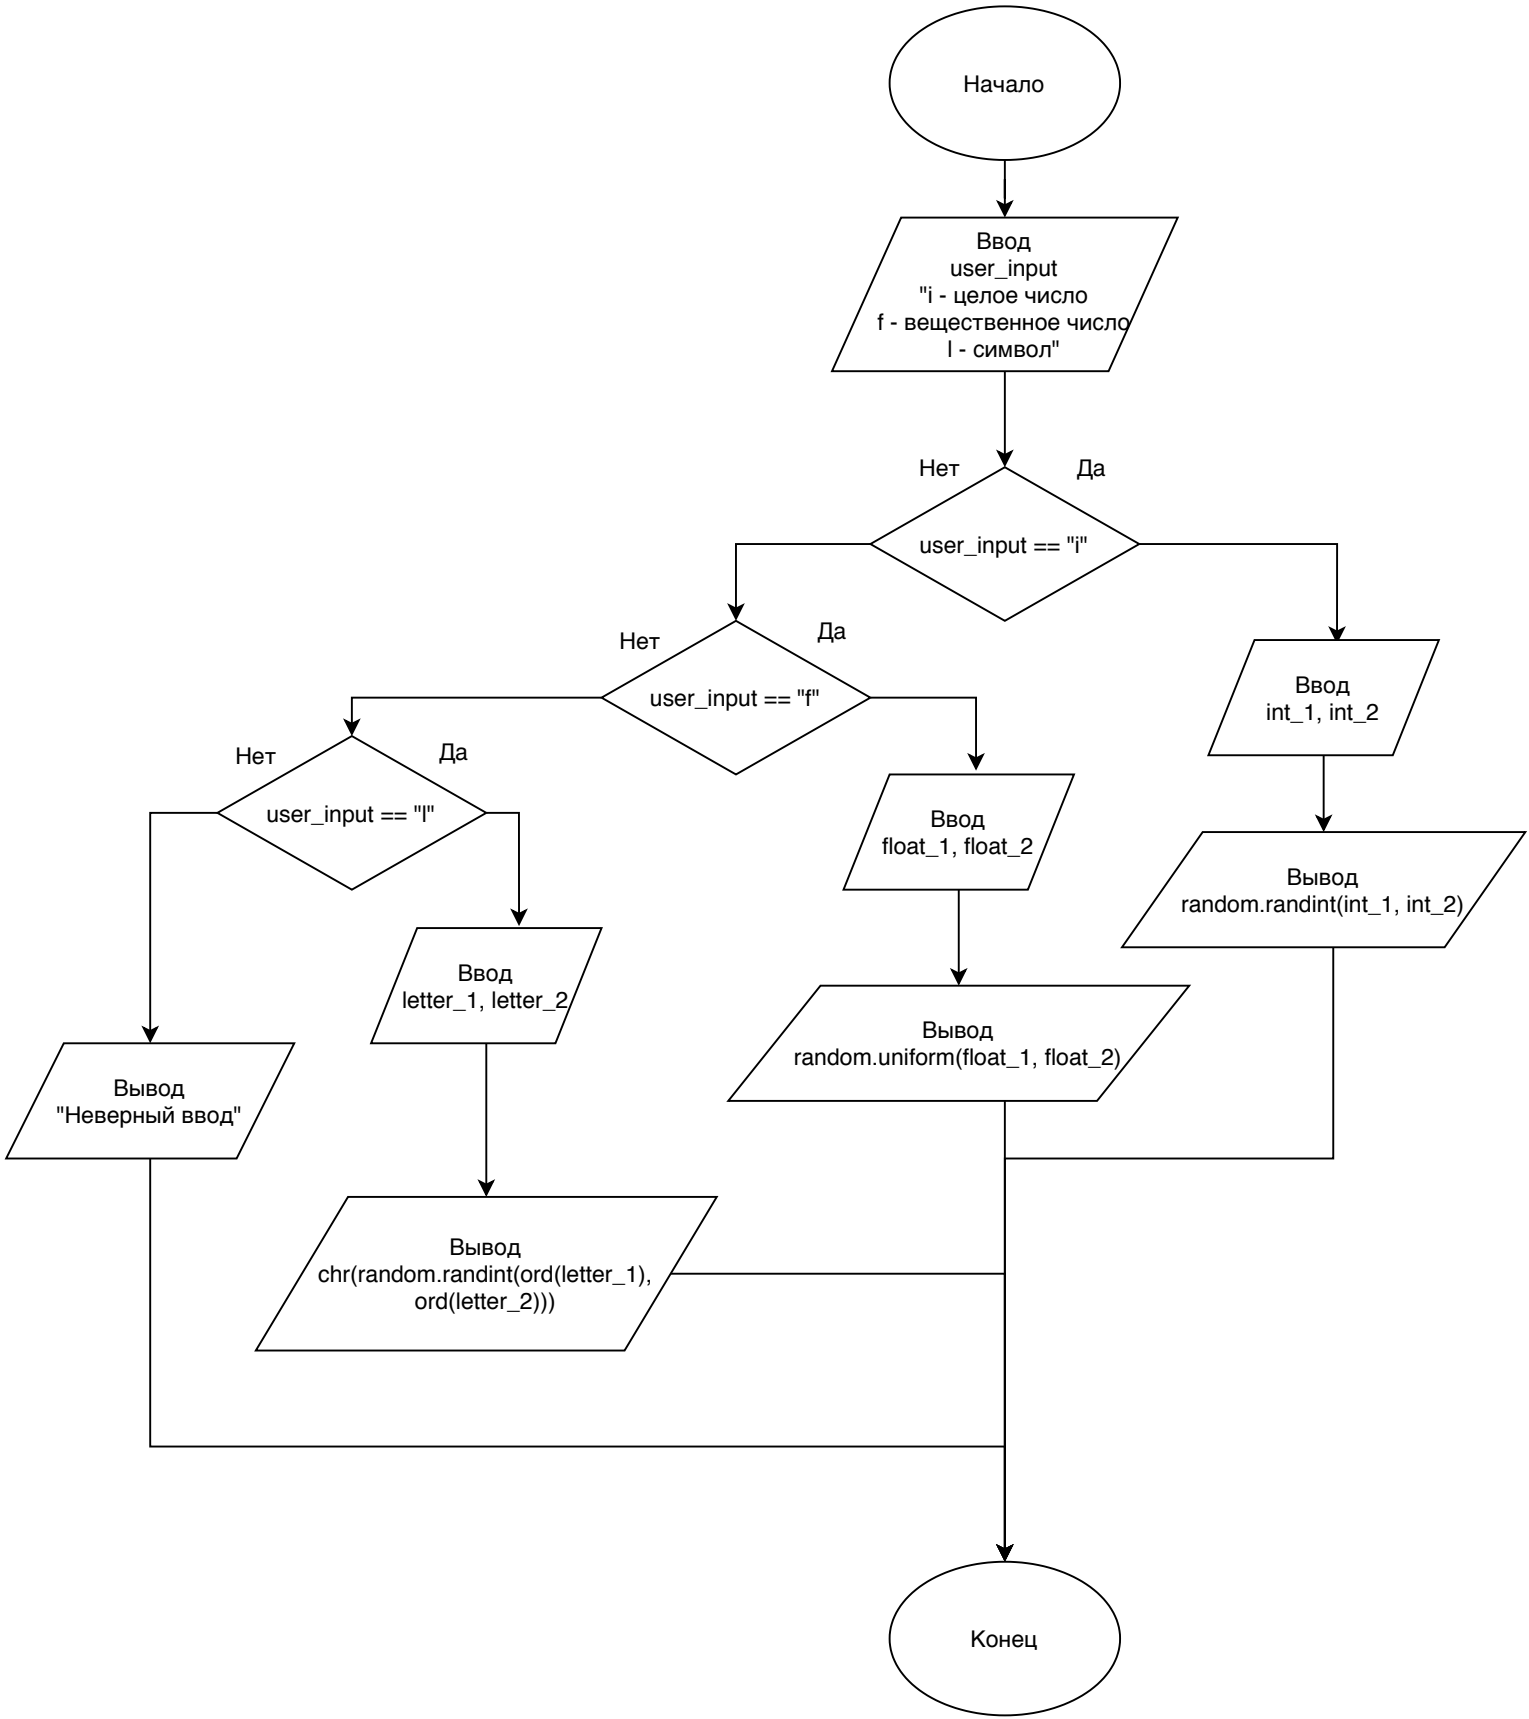 Начало
Ввод
user_input
"i - целое число
f - вещественное число
l - символ"
Нет
Да
user_input == "i"
Нет
Да
user_input == "f"
Ввод
int_1, int_2
Нет
Да
user_input == "l"
Ввод
float_1, float_2
Вывод
random.randint(int_1, int_2)
Ввод
letter_1, letter_2
Вывод
random.uniform(float_1, float_2)
Вывод
"Неверный ввод"
Вывод
chr(random.randint(ord(letter_1),
ord(letter_2)))
Конец